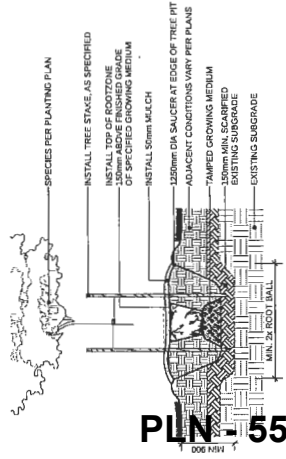 SPECIES PER PLANTING PLAN
INSTALL TREE STAKE, AS SPECIFIED
INSTALL TOP OF ROOTZONE
150mm ABOVE FINISHED GRADE
OF SPECIFIED GROWING MEDIUM
INSTALL 50mm MULCH
1250mm DIA SAUCER AT EDGE OF TREE PIT
ADJACENT CONDITIONS VARY PER PLANS
TAMPED GROWING MEDIUM
150mm MIN. SCARIFIED
EXISTING SUBGRADE
EXISTING SUBGRADE
MIN. 2x ROOT BALL
MIN 900
PLN - 55